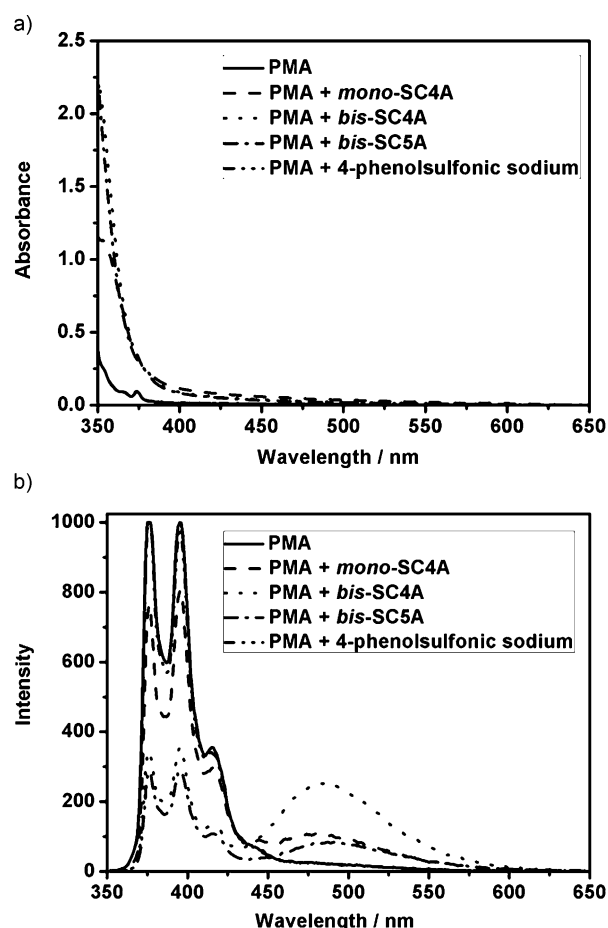 a)
2.5
2.0
1.5
1.0
0.5
0.0
Absorbance
PMA
PMA + mono-SC4A
PMA + bis-SC4A
PMA + bis-SC5A
PMA + 4-phenolsulfonic sodium
350 400 450 500 550 600 650
Wavelength / nm
b)
1000
800
600
400
200
0
Intensity
PMA
PMA + mono-SC4A
PMA + bis-SC4A
PMA + bis-SC5A
PMA + 4-phenolsulfonic sodium
350 400 450 500 550 600 650
Wavelength / nm